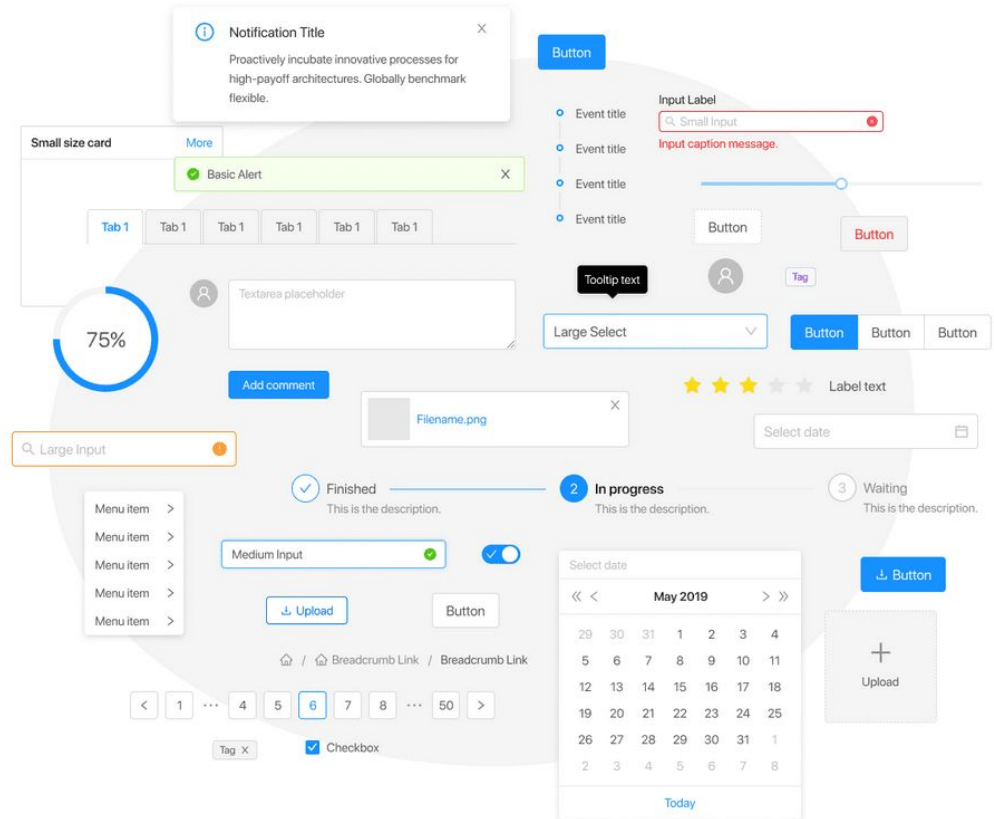 Notification Title
Proactively incubate innovative processes for
high-payoff architectures. Globally benchmark
flexible.
Button
Input Label
Small Input
Input caption message.
Event title
Event title
Event title
Event title
Small size card
More
Basic Alert
Tab 1
Tab 1
Tab 1
Tab 1
Tab 1
Tab 1
Button
Button
Tooltip text
Tag
Textarea placeholder
75%
Large Select
Button
Button
Button
Add comment
Label text
Filename.png
Select date
Large Input
Finished
This is the description.
2
In progress
This is the description.
3
Waiting
This is the description.
Menu item
Menu item
Menu item
Menu item
Menu item
Medium Input
Upload
Button
/ Breadcrumb Link / Breadcrumb Link
< 1 ··· 4 5 6 7 8 ··· 50 >
Tag X
Checkbox
Select date
« < May 2019 > »
29 30 31 1 2 3 4
5 6 7 8 9 10 11
12 13 14 15 16 17 18
19 20 21 22 23 24 25
26 27 28 29 30 31 1
2 3 4 5 6 7 8
Today
Button
Upload